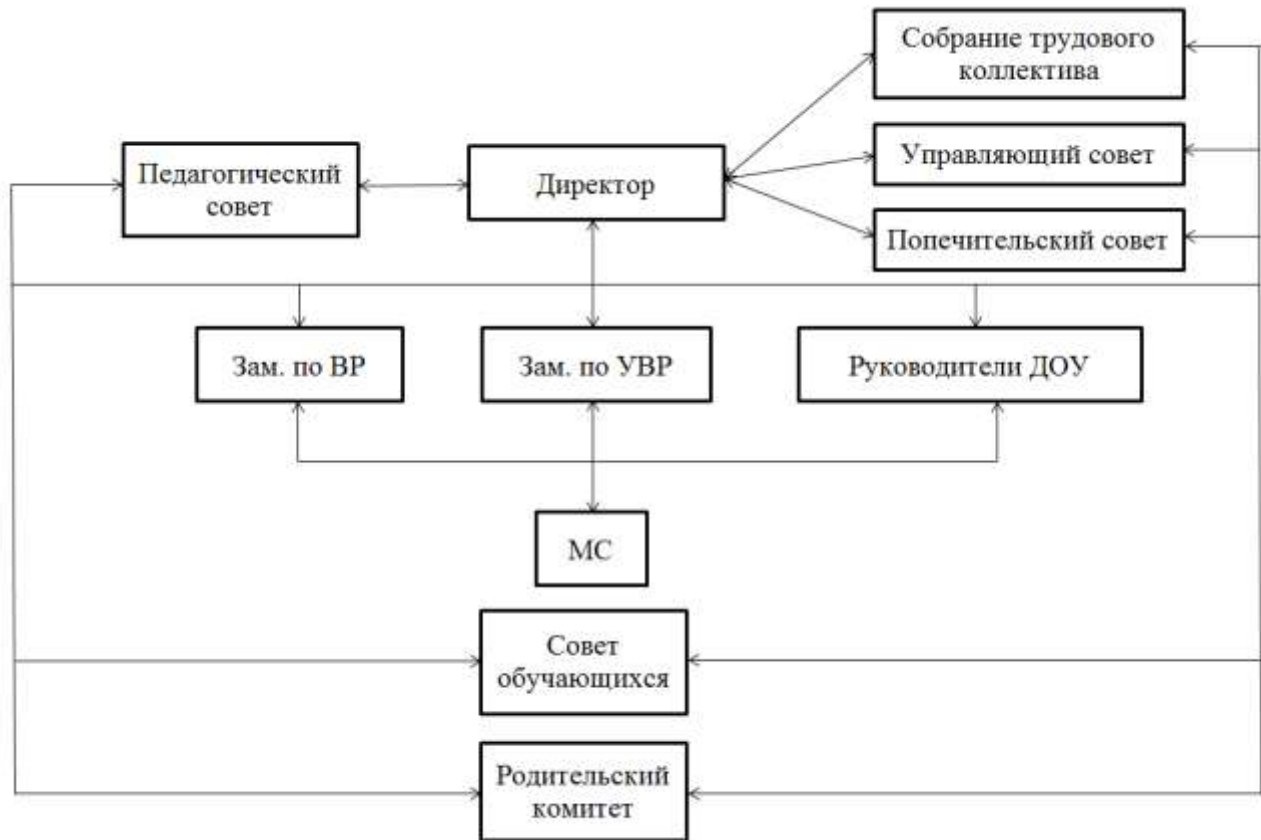 Собрание трудового
коллектива
Педагогический
совет
Директор
Управляющий совет
Попечительский совет
Зам. по ВР
Зам. по УВР
Руководители ДОУ
МС
Совет
обучающихся
Родительский
комитет